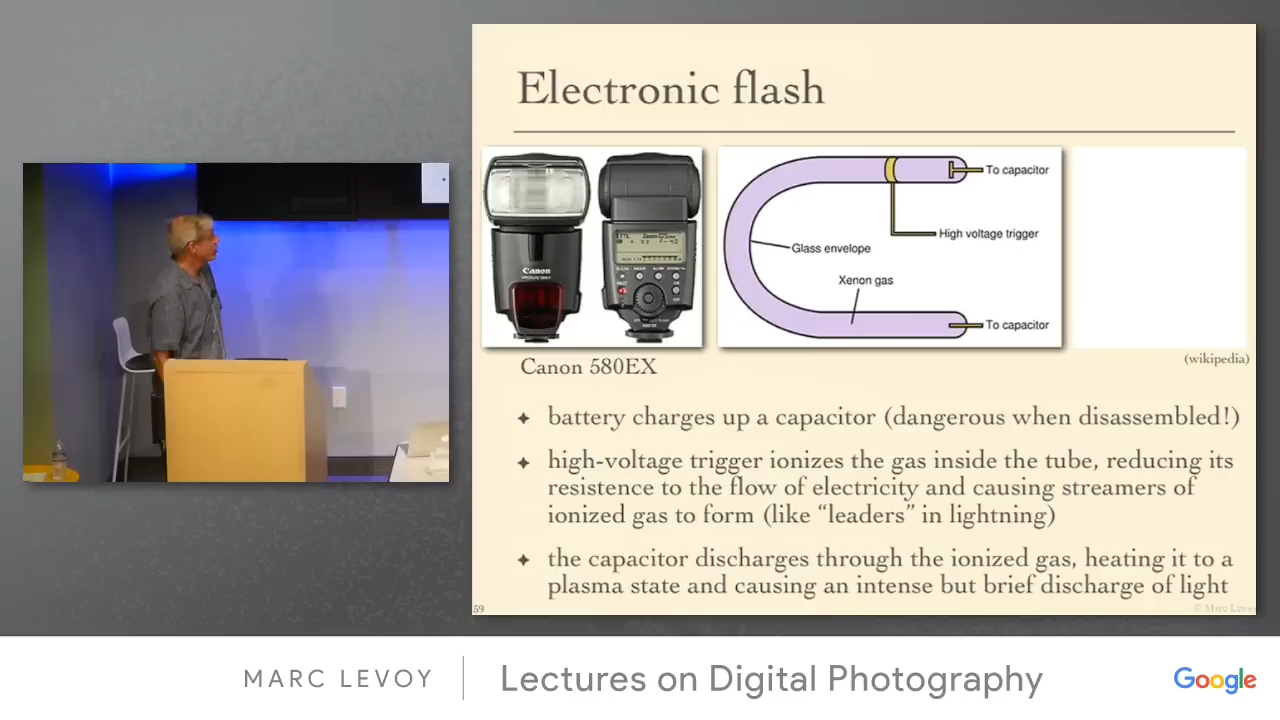 Electronic flash
Canon
To capacitor
High voltage trigger
Glass envelope
Xenon gas
To capacitor
(wikipedia)
Canon 580EX
✦ battery charges up a capacitor (dangerous when disassembled!)
✦ high-voltage trigger ionizes the gas inside the tube, reducing its
resistence to the flow of electricity and causing streamers of
ionized gas to form (like “leaders” in lightning)
✦ the capacitor discharges through the ionized gas, heating it to a
plasma state and causing an intense but brief discharge of light
59
© Marc Levoy
MARC LEVOY
Lectures on Digital Photography
Google